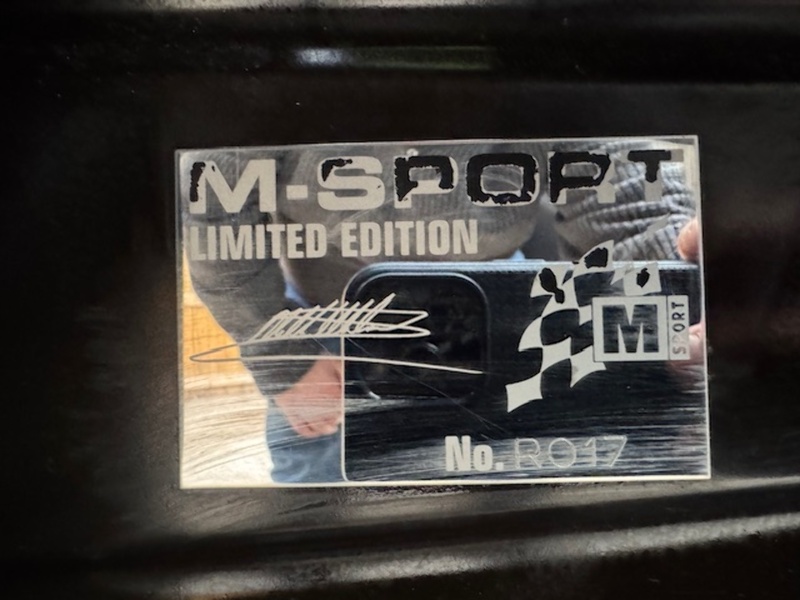 M-SPORT
LIMITED EDITION
M SPORT
No. R017